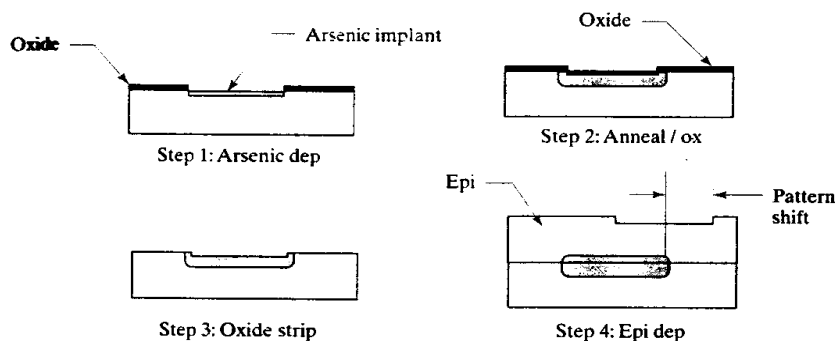 Oxide
Arsenic implant
Step 1: Arsenic dep
Oxide
Step 2: Anneal / ox
Step 3: Oxide strip
Epi
Pattern
shift
Step 4: Epi dep